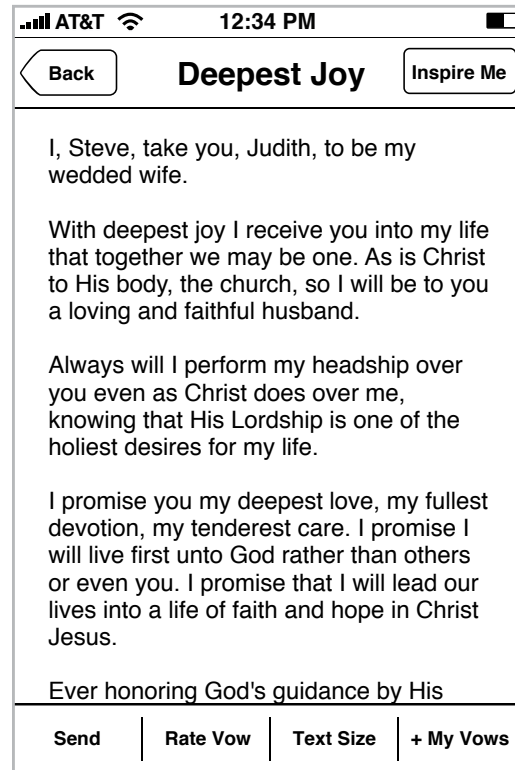 AT&T 12:34 PM
Back Deepest Joy Inspire Me
I, Steve, take you, Judith, to be my
wedded wife.
With deepest joy I receive you into my life
that together we may be one. As is Christ
to His body, the church, so I will be to you
a loving and faithful husband.
Always will I perform my headship over
you even as Christ does over me,
knowing that His Lordship is one of the
holiest desires for my life.
I promise you my deepest love, my fullest
devotion, my tenderest care. I promise I
will live first unto God rather than others
or even you. I promise that I will lead our
lives into a life of faith and hope in Christ
Jesus.
Ever honoring God's guidance by His
Send Rate Vow Text Size + My Vows